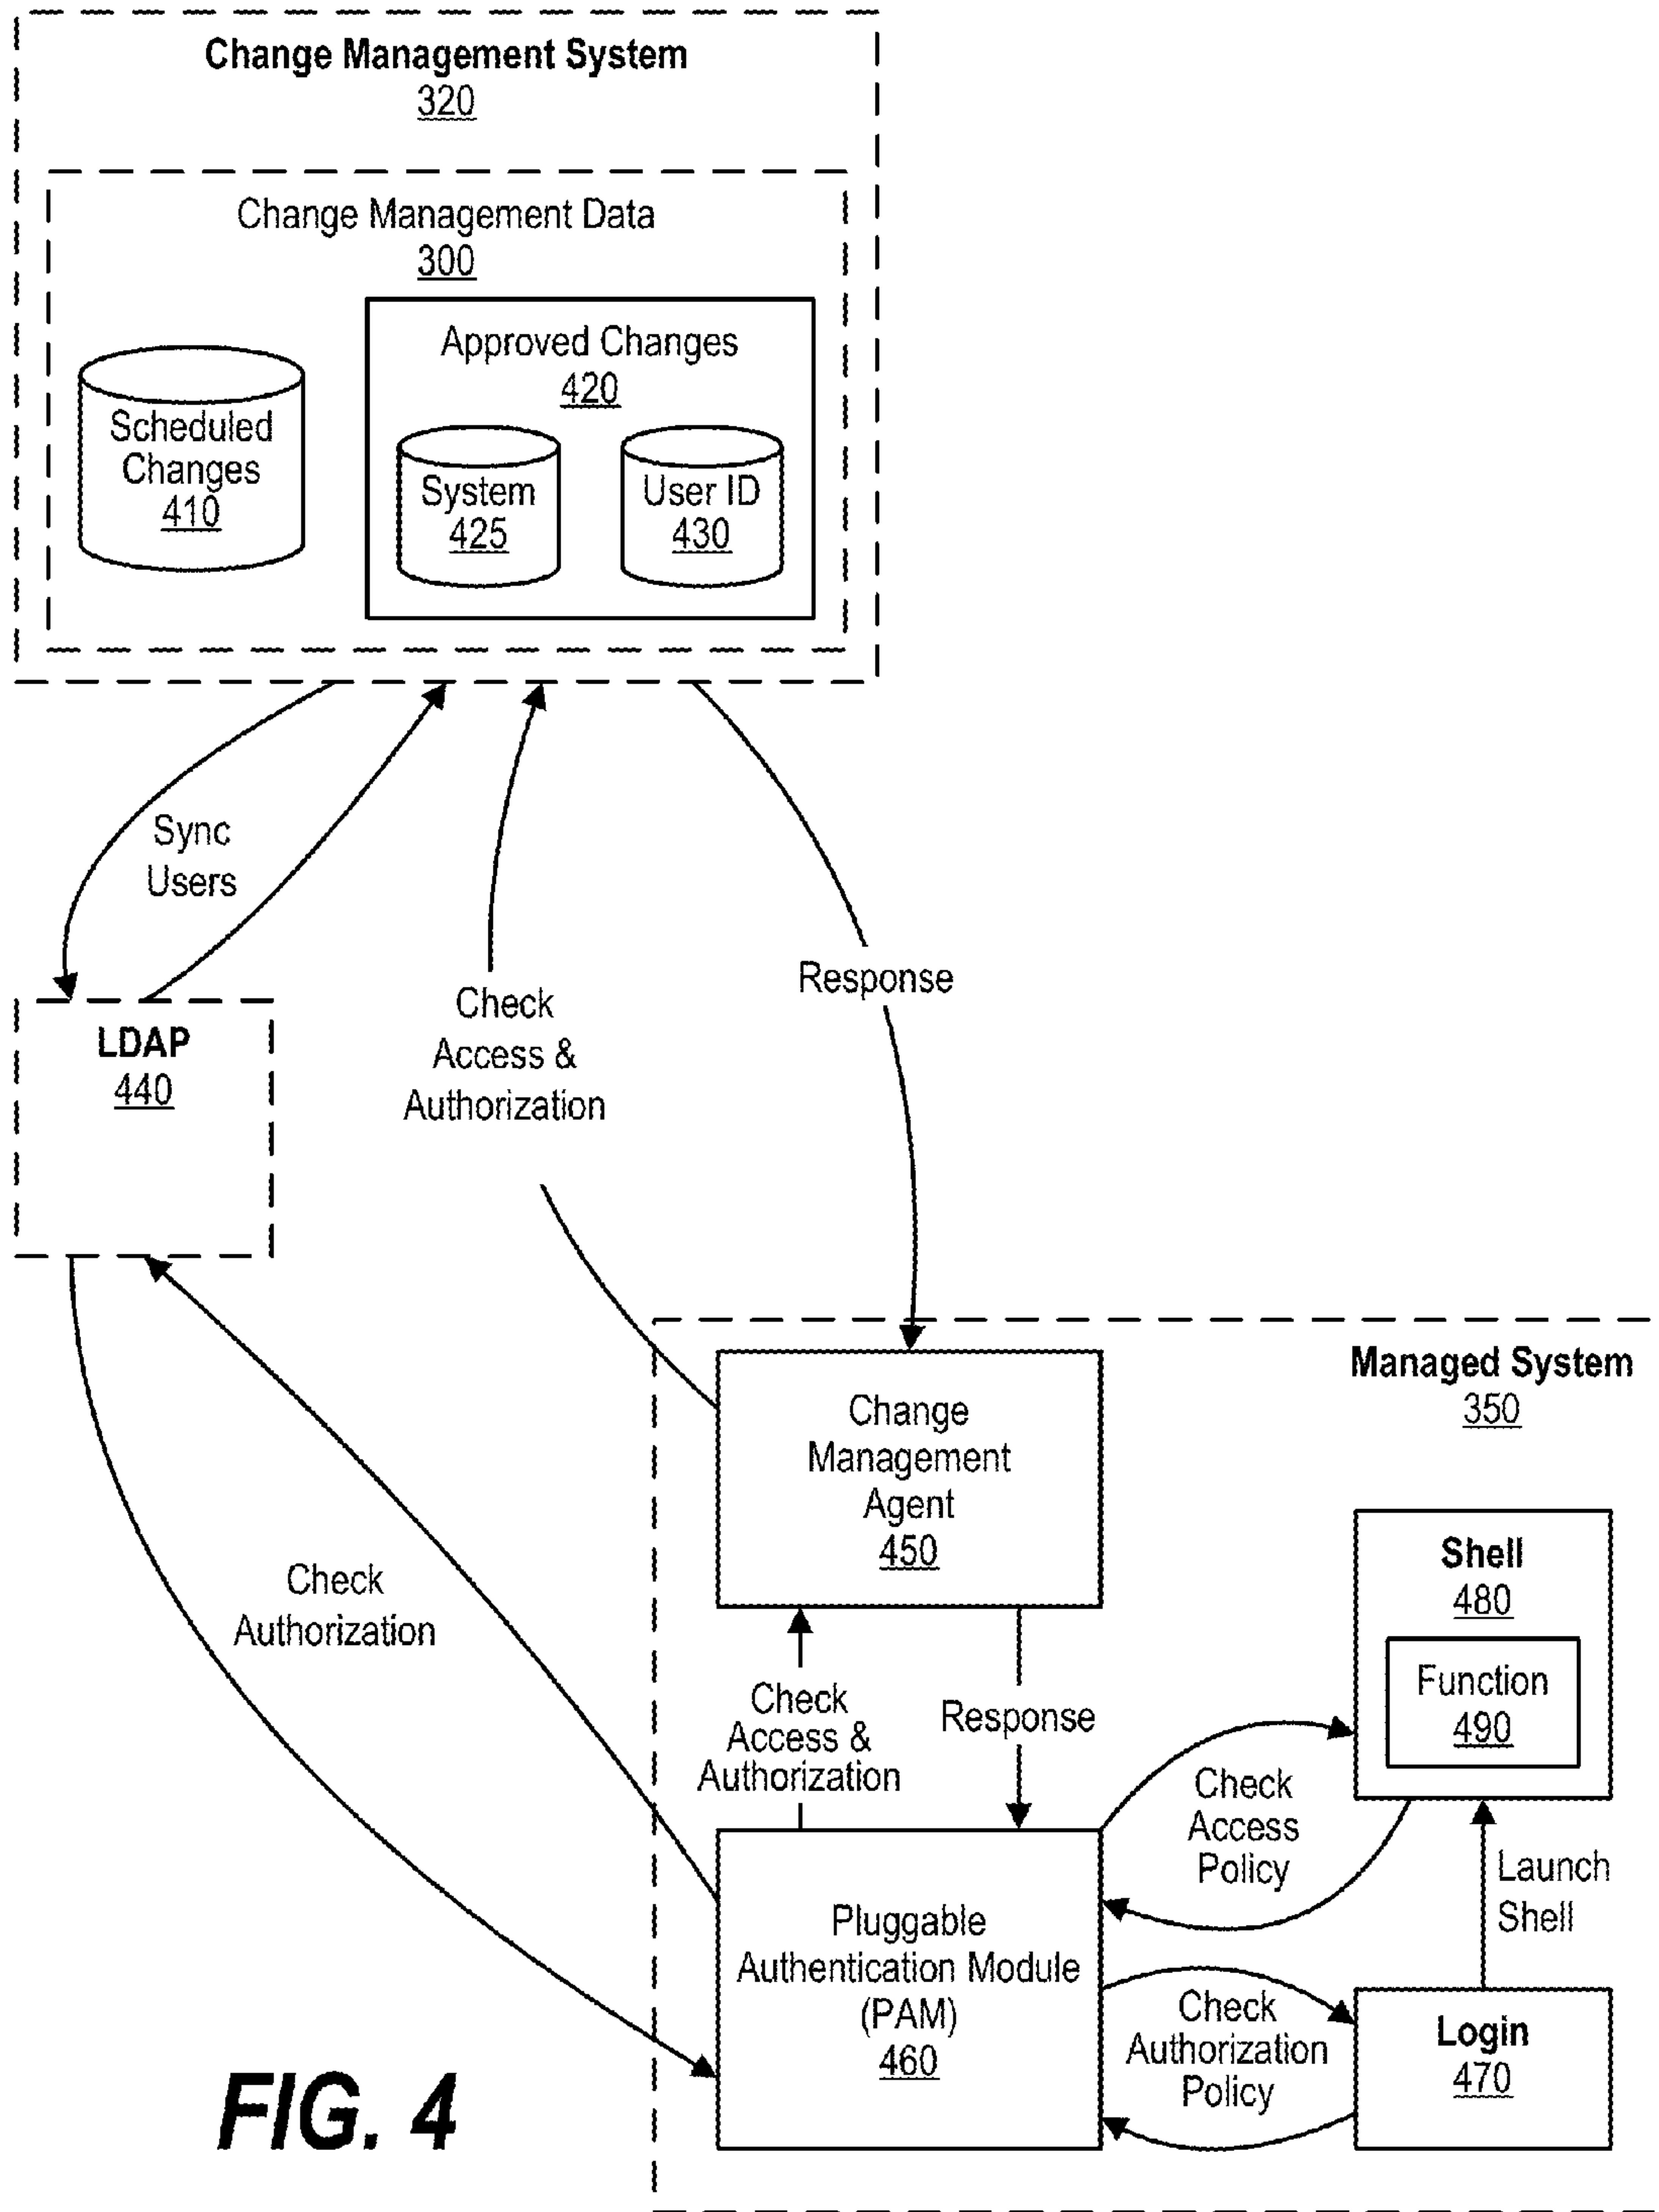 Change Management System
320
Change Management Data
300
Scheduled
Changes
410
Approved Changes
420
System
425
User ID
430
Sync
Users
Check
Access &
Authorization
Response
LDAP
440
Check
Authorization
Managed System
350
Change
Management
Agent
450
Check
Access &
Authorization
Response
Shell
480
Function
490
Check
Access
Policy
Launch
Shell
Pluggable
Authentication Module
(PAM)
460
Check
Authorization
Policy
Login
470
FIG. 4